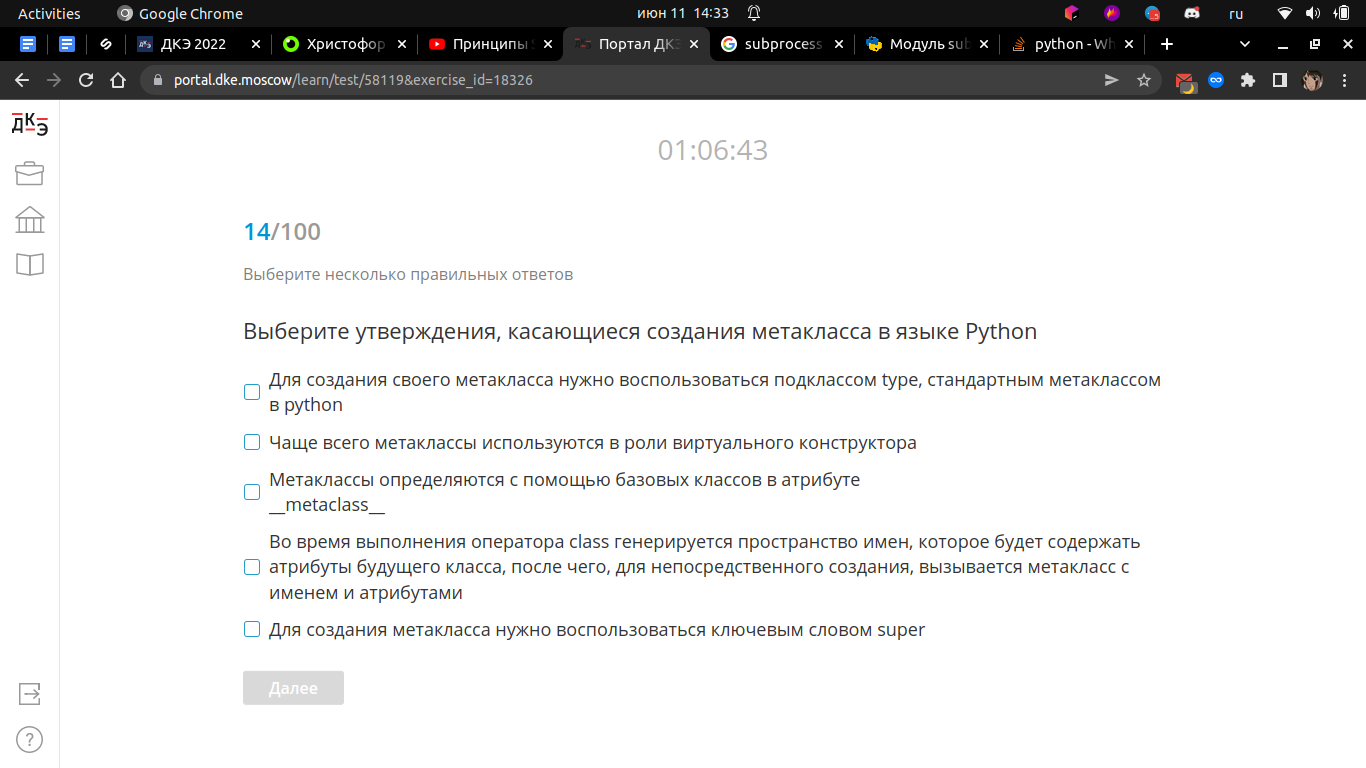 Activities
Google Chrome
июн 11 14:33
ru
ДКЭ 2022
Христофор
Принципы
Портал ДКЭ
subprocess
Модуль sub
python - Wh
portal.dke.moscow/learn/test/58119&exercise_id=18326
ДКЭ
01:06:43
14/100
Выберите несколько правильных ответов
Выберите утверждения, касающиеся создания метакласса в языке Python
Для создания своего метакласса нужно воспользоваться подклассом type, стандартным метаклассом
в python
Чаще всего метаклассы используются в роли виртуального конструктора
Метаклассы определяются с помощью базовых классов в атрибуте
__metaclass__
Во время выполнения оператора class генерируется пространство имен, которое будет содержать
атрибуты будущего класса, после чего, для непосредственного создания, вызывается метакласс с
именем и атрибутами
Для создания метакласса нужно воспользоваться ключевым словом super
Далее